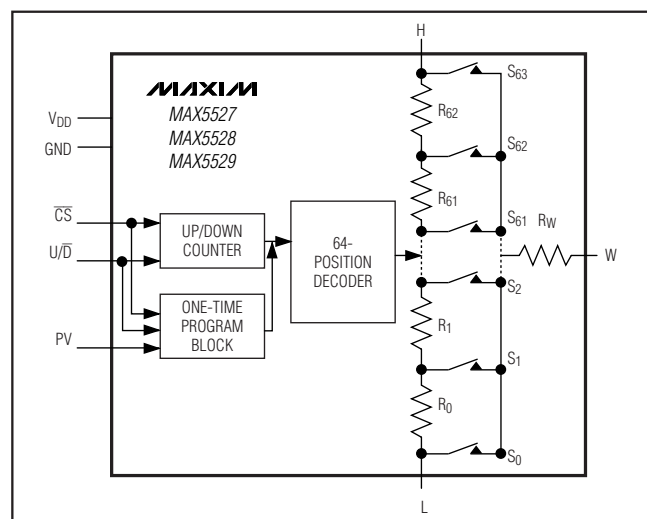 H
MAXIM
MAX5527
MAX5528
MAX5529
VDD
GND
CS
U/D
PV
UP/DOWN
COUNTER
ONE-TIME
PROGRAM
BLOCK
64-
POSITION
DECODER
S63
R62
S62
R61
S61
RW
W
S2
R1
S1
R0
S0
L